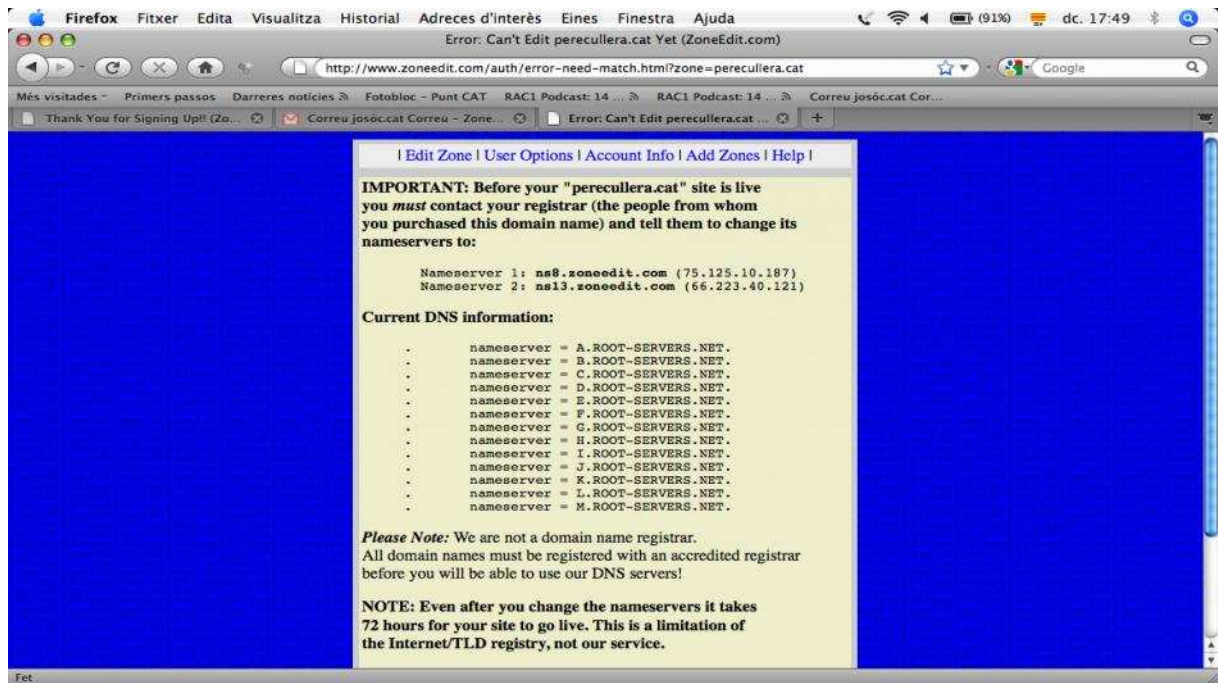 Firefox Fitxer Edita Visualitza Historial Adreces d'interès Eines Finestra Ajuda (91%) dc. 17:49
Error: Can't Edit perecullera.cat Yet (ZoneEdit.com)
http://www.zoneedit.com/auth/error-need-match.html?zone=perecullera.cat Google
Més visitades Primers passos Darreres notícies Fotobloc - Punt CAT RAC1 Podcast: 14 ... RAC1 Podcast: 14 ... Correu josóc.cat Cor...
Thank You for Signing Up!! (Zo... Correu josóc.cat Correu - Zone... Error: Can't Edit perecullera.cat ... +
| Edit Zone | User Options | Account Info | Add Zones | Help |
IMPORTANT: Before your "perecullera.cat" site is live
you must contact your registrar (the people from whom
you purchased this domain name) and tell them to change its
nameservers to:
Nameserver 1: ns8.zoneedit.com (75.125.10.187)
Nameserver 2: ns13.zoneedit.com (66.223.40.121)
Current DNS information:
. nameserver = A.ROOT-SERVERS.NET.
. nameserver = B.ROOT-SERVERS.NET.
. nameserver = C.ROOT-SERVERS.NET.
. nameserver = D.ROOT-SERVERS.NET.
. nameserver = E.ROOT-SERVERS.NET.
. nameserver = F.ROOT-SERVERS.NET.
. nameserver = G.ROOT-SERVERS.NET.
. nameserver = H.ROOT-SERVERS.NET.
. nameserver = I.ROOT-SERVERS.NET.
. nameserver = J.ROOT-SERVERS.NET.
. nameserver = K.ROOT-SERVERS.NET.
. nameserver = L.ROOT-SERVERS.NET.
. nameserver = M.ROOT-SERVERS.NET.
Please Note: We are not a domain name registrar.
All domain names must be registered with an accredited registrar
before you will be able to use our DNS servers!
NOTE: Even after you change the nameservers it takes
72 hours for your site to go live. This is a limitation of
the Internet/TLD registry, not our service.
Fet